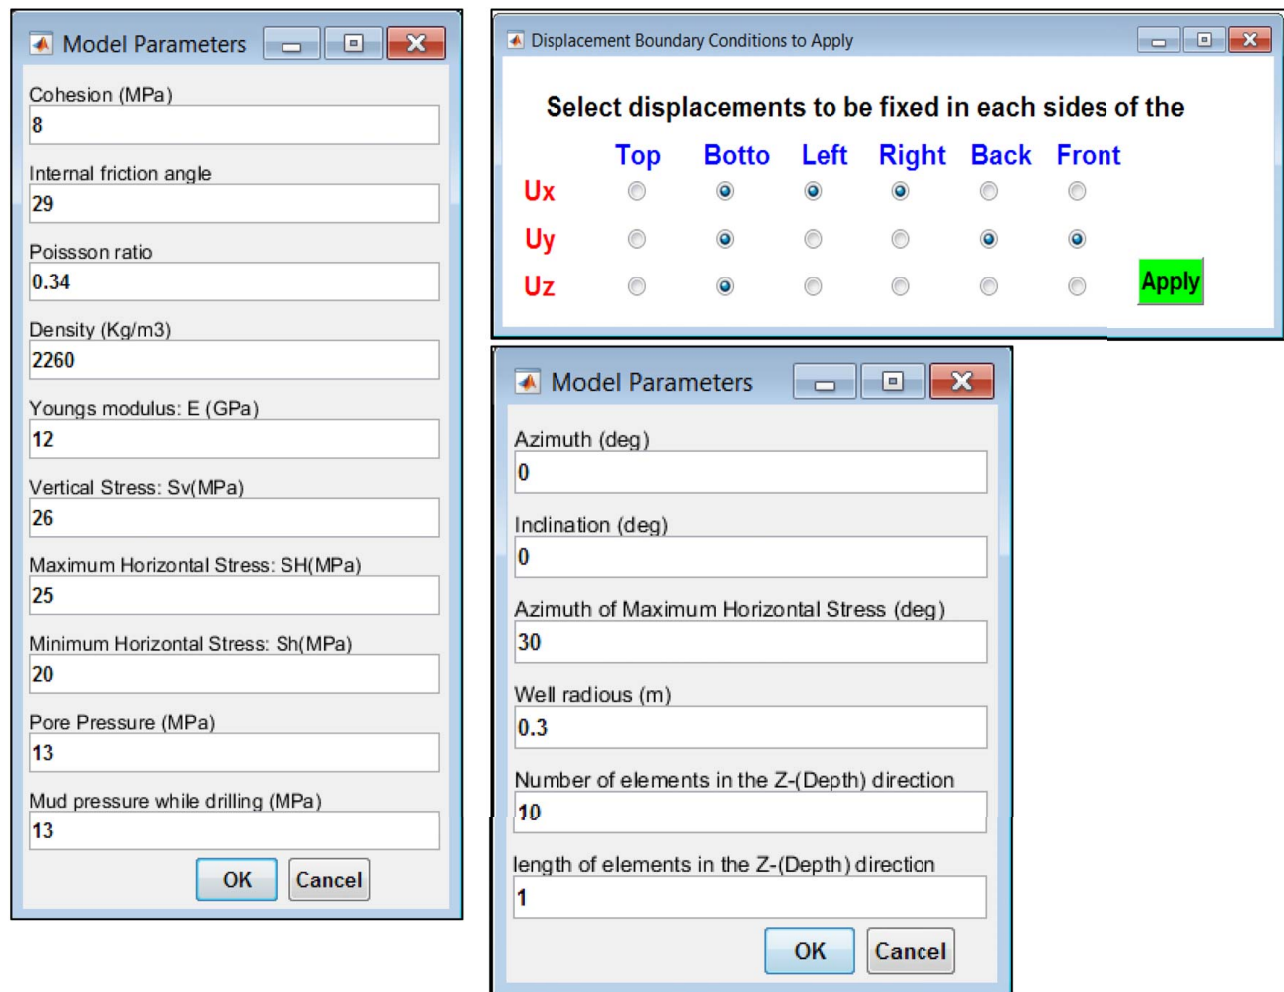 Model Parameters
Cohesion (MPa)
8
Internal friction angle
29
Poissson ratio
0.34
Density (Kg/m3)
2260
Youngs modulus: E (GPa)
12
Vertical Stress: Sv(MPa)
26
Maximum Horizontal Stress: SH(MPa)
25
Minimum Horizontal Stress: Sh(MPa)
20
Pore Pressure (MPa)
13
Mud pressure while drilling (MPa)
13
OK Cancel
Displacement Boundary Conditions to Apply
Select displacements to be fixed in each sides of the
Top Botto Left Right Back Front
Ux
Uy
Uz Apply
Model Parameters
Azimuth (deg)
0
Inclination (deg)
0
Azimuth of Maximum Horizontal Stress (deg)
30
Well radious (m)
0.3
Number of elements in the Z-(Depth) direction
10
length of elements in the Z-(Depth) direction
1
OK Cancel